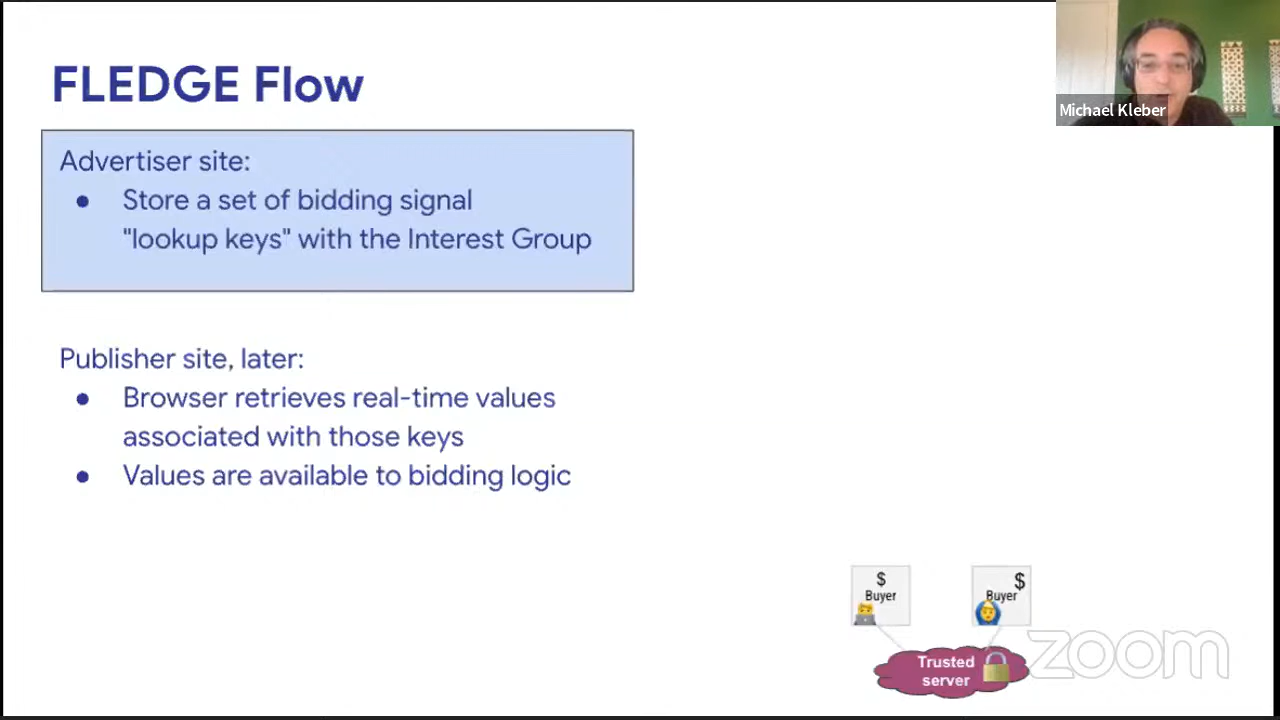 FLEDGE Flow
Michael Kleber
Advertiser site:
● Store a set of bidding signal
"lookup keys" with the Interest Group
Publisher site, later:
● Browser retrieves real-time values
associated with those keys
● Values are available to bidding logic
$
Buyer
$
Buyer
Trusted
server
zoom